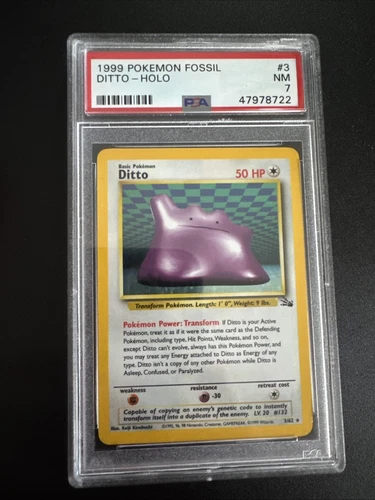 1999 POKEMON FOSSIL #3
DITTO – HOLO NM
7
PSA 47978722
Basic Pokémon
Ditto 50 HP
Transform Pokémon. Length: 1' 0", Weight: 9 lbs.
Pokémon Power: Transform If Ditto is your Active
Pokémon, treat it as if it were the same card as the Defending
Pokémon, including type, Hit Points, Weakness, and so on,
except Ditto can't evolve, always has this Pokémon Power, and
you may treat any Energy attached to Ditto as Energy of any
type. Ditto isn't a copy of any other Pokémon while Ditto is
Asleep, Confused, or Paralyzed.
weakness resistance retreat cost
-30
Capable of copying an enemy's genetic code to instantly
transform itself into a duplicate of the enemy. LV. 20 #132
Illus. Keiji Kinebuchi 3/62